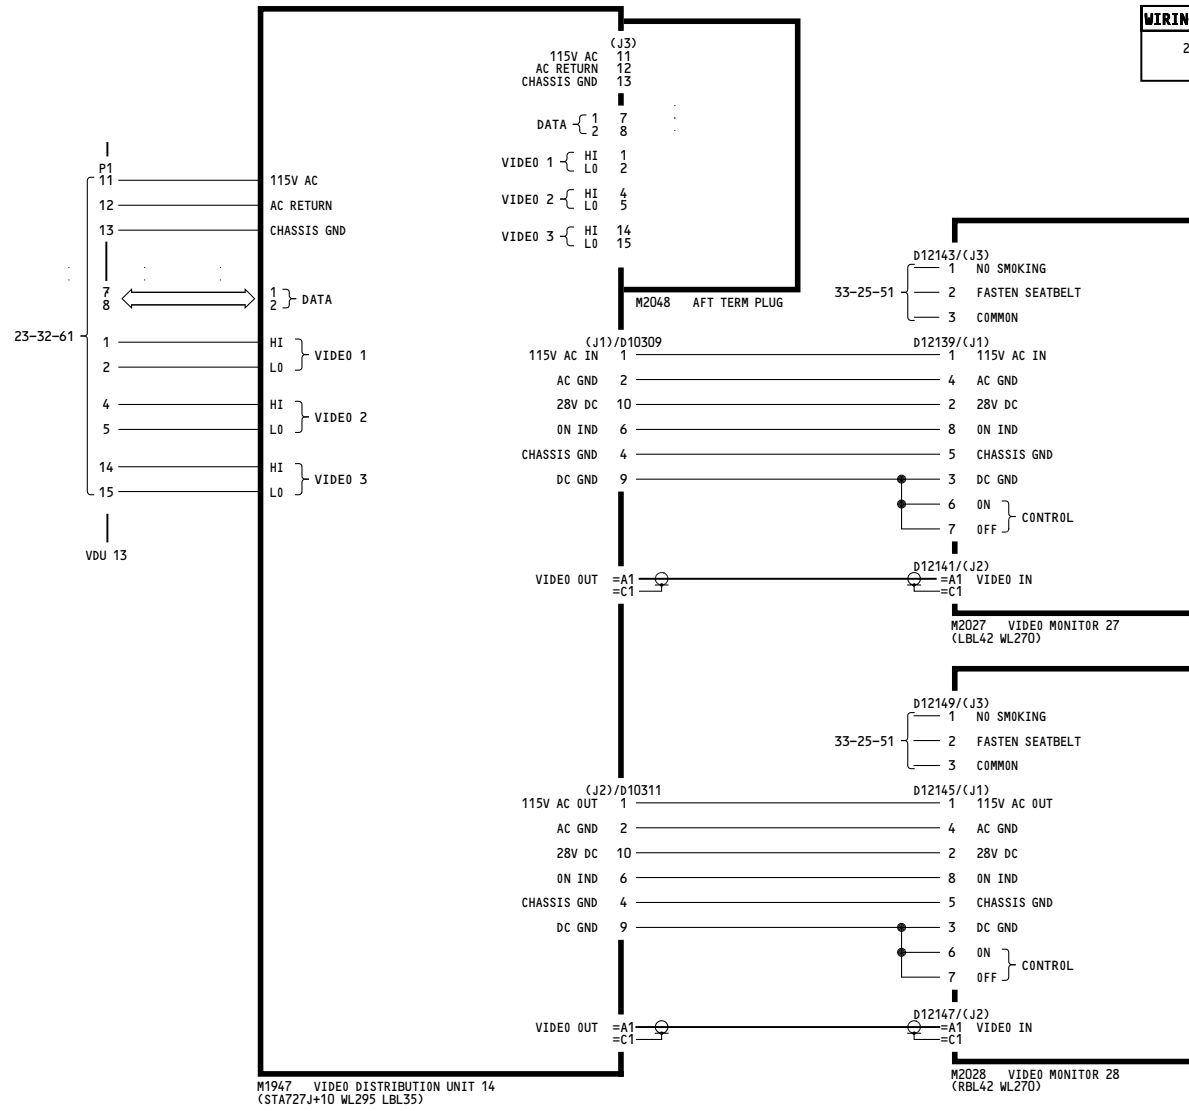 WIRIN
2
(J3)
115V AC 11
AC RETURN 12
CHASSIS GND 13
DATA 1 7
2 8
VIDEO 1 HI 1
LO 2
VIDEO 2 HI 4
LO 5
VIDEO 3 HI 14
LO 15
M2048 AFT TERM PLUG
P1
11 115V AC
12 AC RETURN
13 CHASSIS GND
7 1 DATA
8 2
23-32-61
1 HI VIDEO 1
2 LO
4 HI VIDEO 2
5 LO
14 HI VIDEO 3
15 LO
VDU 13
D12143/(J3)
33-25-51
1 NO SMOKING
2 FASTEN SEATBELT
3 COMMON
(J1)/D10309 D12139/(J1)
115V AC IN 1 1 115V AC IN
AC GND 2 4 AC GND
28V DC 10 2 28V DC
ON IND 6 8 ON IND
CHASSIS GND 4 5 CHASSIS GND
DC GND 9 3 DC GND
6 ON CONTROL
7 OFF
D12141/(J2)
VIDEO OUT =A1 =A1 VIDEO IN
=C1 =C1
M2027 VIDEO MONITOR 27
(LBL42 WL270)
D12149/(J3)
33-25-51
1 NO SMOKING
2 FASTEN SEATBELT
3 COMMON
(J2)/D10311 D12145/(J1)
115V AC OUT 1 1 115V AC OUT
AC GND 2 4 AC GND
28V DC 10 2 28V DC
ON IND 6 8 ON IND
CHASSIS GND 4 5 CHASSIS GND
DC GND 9 3 DC GND
6 ON CONTROL
7 OFF
D12147/(J2)
VIDEO OUT =A1 =A1 VIDEO IN
=C1 =C1
M2028 VIDEO MONITOR 28
(RBL42 WL270)
M1947 VIDEO DISTRIBUTION UNIT 14
(STA727J+10 WL295 LBL35)